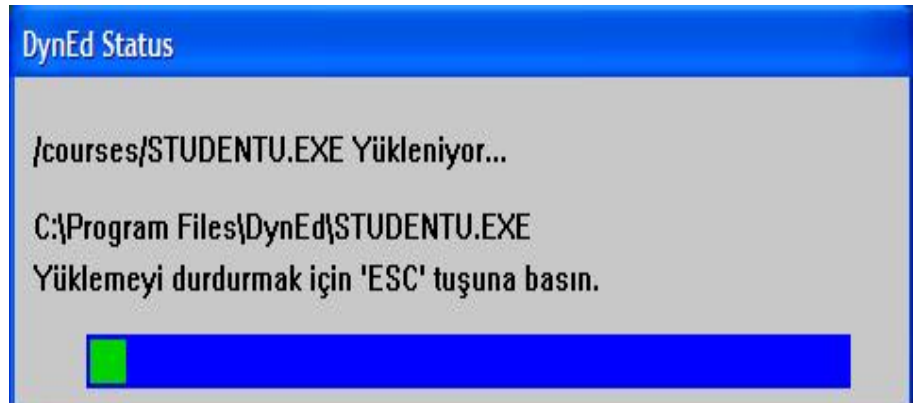 DynEd Status
/courses/STUDENTU.EXE Yükleniyor...
C:\Program Files\DynEd\STUDENTU.EXE
Yüklemeyi durdurmak için 'ESC' tuşuna basın.